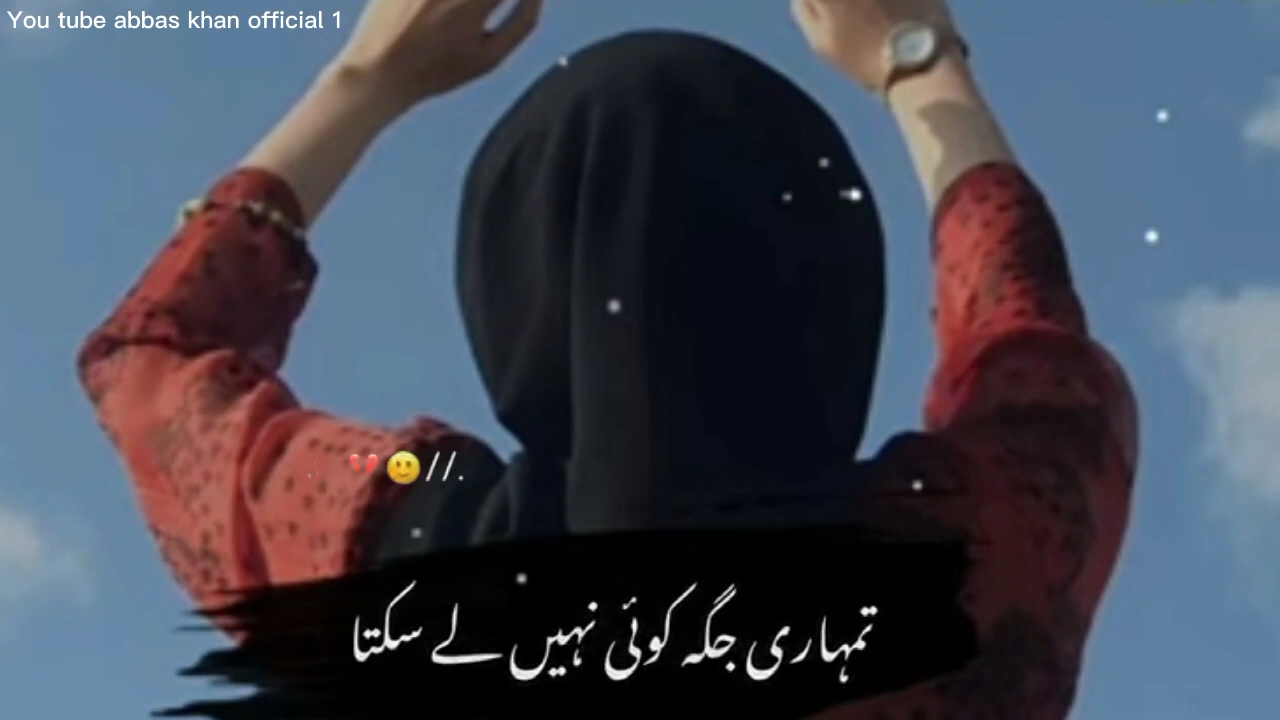 You tube abbas khan official 1
💔🙂//.
تمہاری جگہ کوئی نہیں لے سکتا